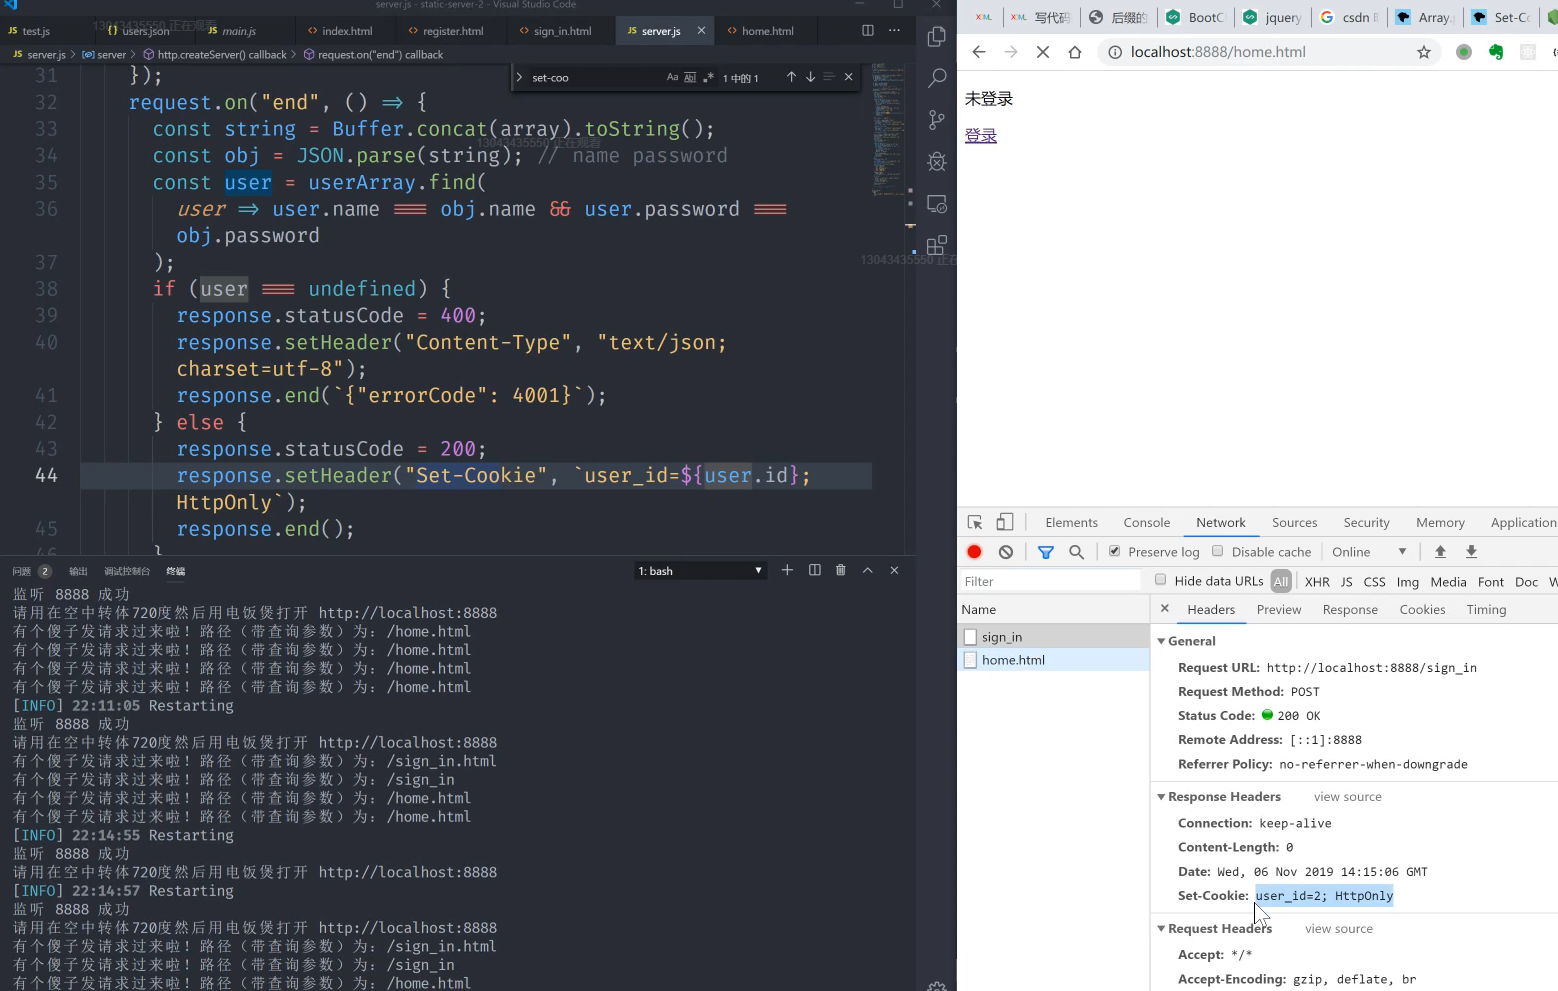 server.js - static-server-2 - Visual Studio Code
test.js users.json main.js index.html register.html sign_in.html server.js home.html
13043435550 正在观看
server.js > server > http.createServer() callback > request.on("end") callback
set-coo Aa Abl .* 1 中的 1
31 });
32 request.on("end", () => {
33 const string = Buffer.concat(array).toString();
13043435550 正在观看
34 const obj = JSON.parse(string); // name password
35 const user = userArray.find(
36 user => user.name === obj.name && user.password ===
obj.password
13043435550 正在
37 );
38 if (user === undefined) {
39 response.statusCode = 400;
40 response.setHeader("Content-Type", "text/json;
charset=utf-8");
41 response.end(`{"errorCode": 4001}`);
42 } else {
43 response.statusCode = 200;
44 response.setHeader("Set-Cookie", `user_id=${user.id};
HttpOnly`);
45 response.end();
46 }
问题 2 输出 调试控制台 终端 1: bash
监听 8888 成功
请用在空中转体720度然后用电饭煲打开 http://localhost:8888
有个傻子发请求过来啦！路径（带查询参数）为：/home.html
有个傻子发请求过来啦！路径（带查询参数）为：/home.html
有个傻子发请求过来啦！路径（带查询参数）为：/home.html
有个傻子发请求过来啦！路径（带查询参数）为：/home.html
[INFO] 22:11:05 Restarting
监听 8888 成功
请用在空中转体720度然后用电饭煲打开 http://localhost:8888
有个傻子发请求过来啦！路径（带查询参数）为：/sign_in.html
有个傻子发请求过来啦！路径（带查询参数）为：/sign_in
有个傻子发请求过来啦！路径（带查询参数）为：/home.html
有个傻子发请求过来啦！路径（带查询参数）为：/home.html
[INFO] 22:14:55 Restarting
监听 8888 成功
请用在空中转体720度然后用电饭煲打开 http://localhost:8888
[INFO] 22:14:57 Restarting
监听 8888 成功
请用在空中转体720度然后用电饭煲打开 http://localhost:8888
有个傻子发请求过来啦！路径（带查询参数）为：/sign_in.html
有个傻子发请求过来啦！路径（带查询参数）为：/sign_in
有个傻子发请求过来啦！路径（带查询参数）为：/home.html
XML XML 写代码 后缀的 BootC jquery csdn Array. Set-Co
localhost:8888/home.html
未登录
登录
Elements Console Network Sources Security Memory Application
Preserve log Disable cache Online
Filter Hide data URLs All XHR JS CSS Img Media Font Doc W
Name Headers Preview Response Cookies Timing
sign_in
home.html
General
Request URL: http://localhost:8888/sign_in
Request Method: POST
Status Code: 200 OK
Remote Address: [::1]:8888
Referrer Policy: no-referrer-when-downgrade
Response Headers view source
Connection: keep-alive
Content-Length: 0
Date: Wed, 06 Nov 2019 14:15:06 GMT
Set-Cookie: user_id=2; HttpOnly
Request Headers view source
Accept: */*
Accept-Encoding: gzip, deflate, br